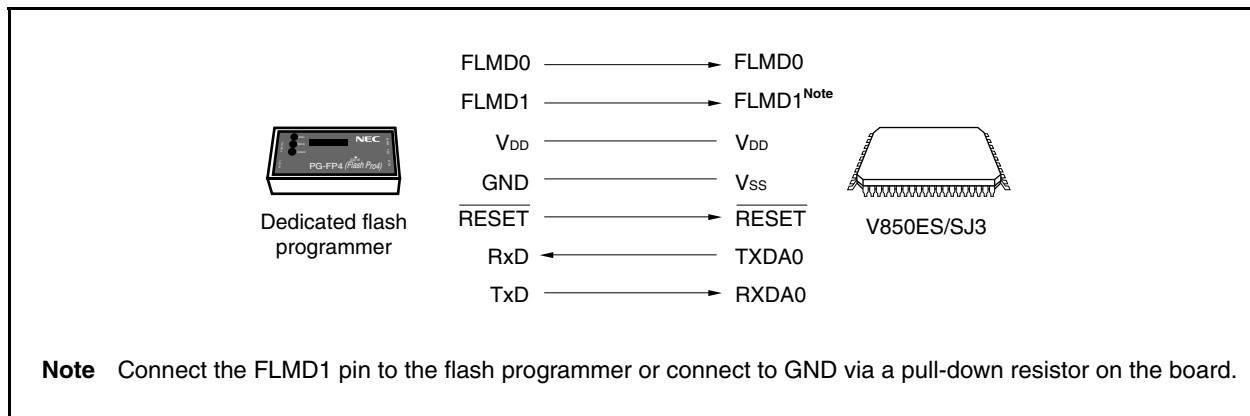 FLMD0 FLMD0
FLMD1 FLMD1Note
VDD VDD
GND VSS
RESET RESET
RxD TXDA0
TxD RXDA0
NEC
PG-FP4 (Flash Pro4)
Dedicated flash
programmer
V850ES/SJ3
Note Connect the FLMD1 pin to the flash programmer or connect to GND via a pull-down resistor on the board.